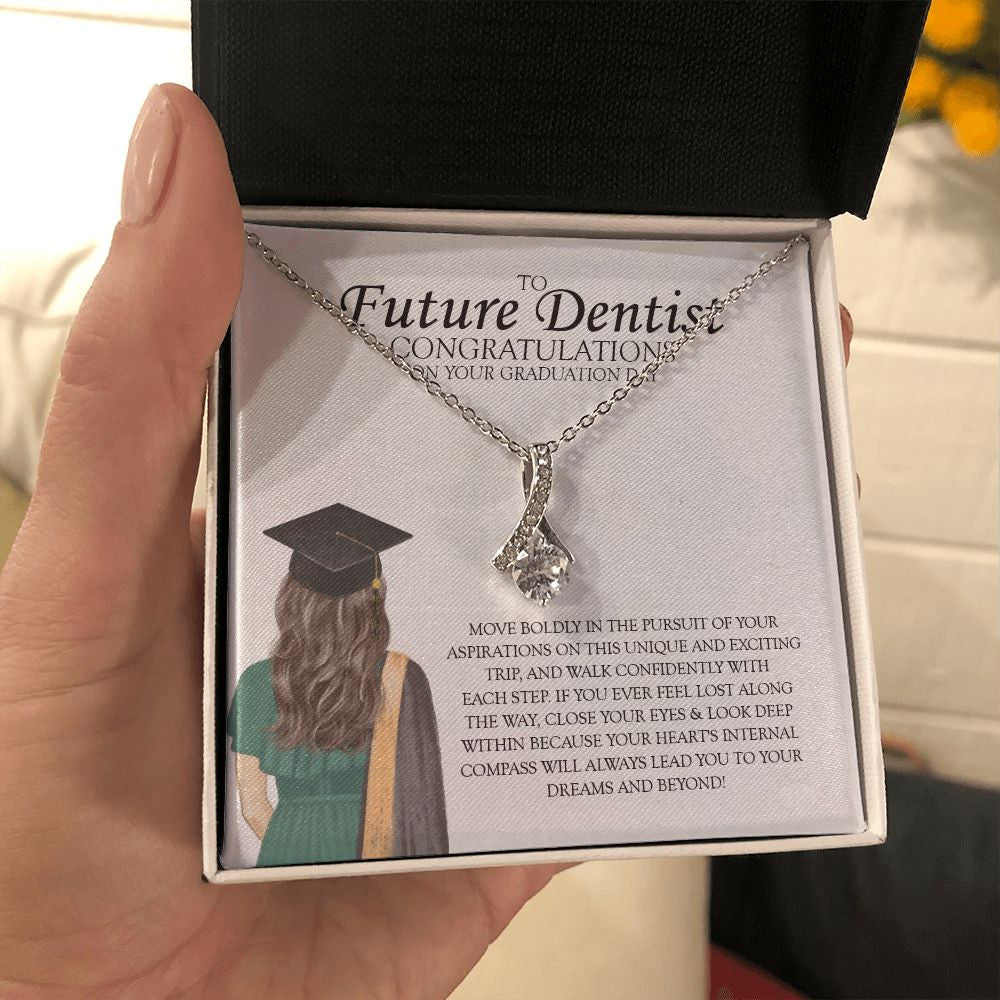 TO
Future Dentist
CONGRATULATIONS
ON YOUR GRADUATION DAY
MOVE BOLDLY IN THE PURSUIT OF YOUR
ASPIRATIONS ON THIS UNIQUE AND EXCITING
TRIP, AND WALK CONFIDENTLY WITH
EACH STEP. IF YOU EVER FEEL LOST ALONG
THE WAY, CLOSE YOUR EYES & LOOK DEEP
WITHIN BECAUSE YOUR HEART'S INTERNAL
COMPASS WILL ALWAYS LEAD YOU TO YOUR
DREAMS AND BEYOND!